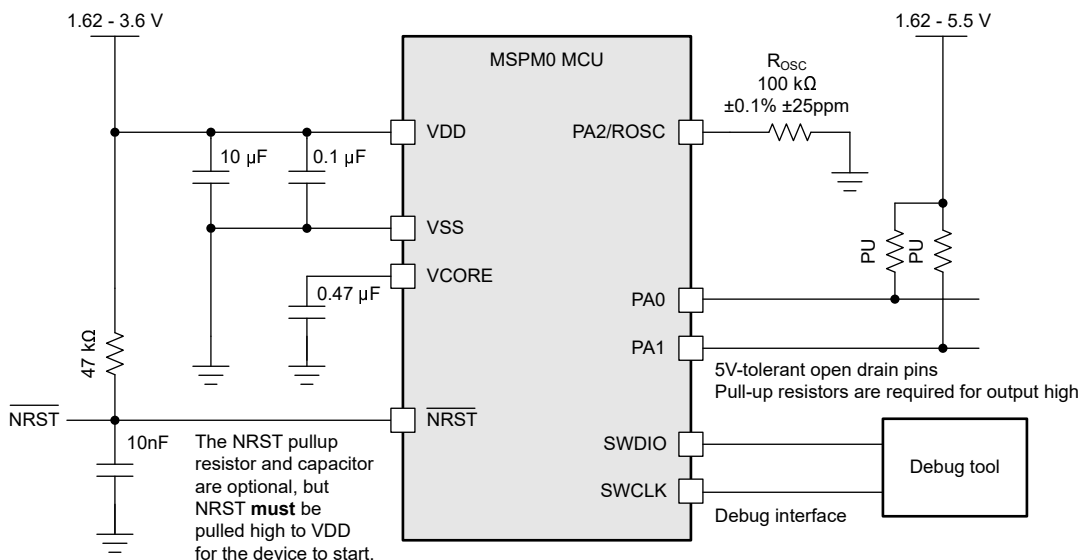 1.62 - 3.6 V
1.62 - 5.5 V
MSPM0 MCU
ROSC
100 kΩ
±0.1% ±25ppm
VDD
PA2/ROSC
10 µF
0.1 µF
VSS
VCORE
0.47 µF
PU
PU
PA0
PA1
47 kΩ
5V-tolerant open drain pins
Pull-up resistors are required for output high
NRST
NRST
10nF
The NRST pullup
resistor and capacitor
are optional, but
NRST must be
pulled high to VDD
for the device to start.
SWDIO
SWCLK
Debug tool
Debug interface